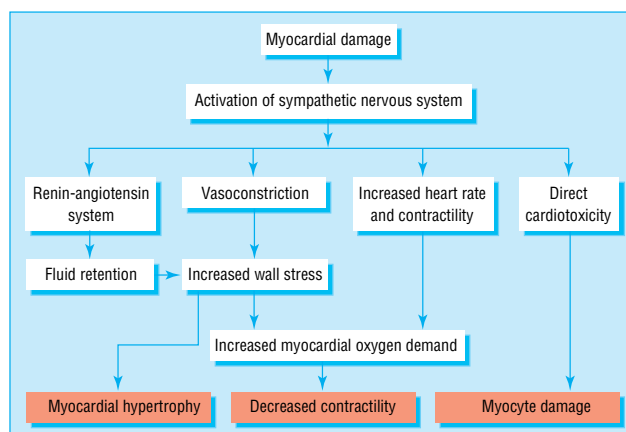 Myocardial damage
Activation of sympathetic nervous system
Renin-angiotensin
system
Vasoconstriction
Increased heart rate
and contractility
Direct
cardiotoxicity
Fluid retention
Increased wall stress
Increased myocardial oxygen demand
Myocardial hypertrophy
Decreased contractility
Myocyte damage